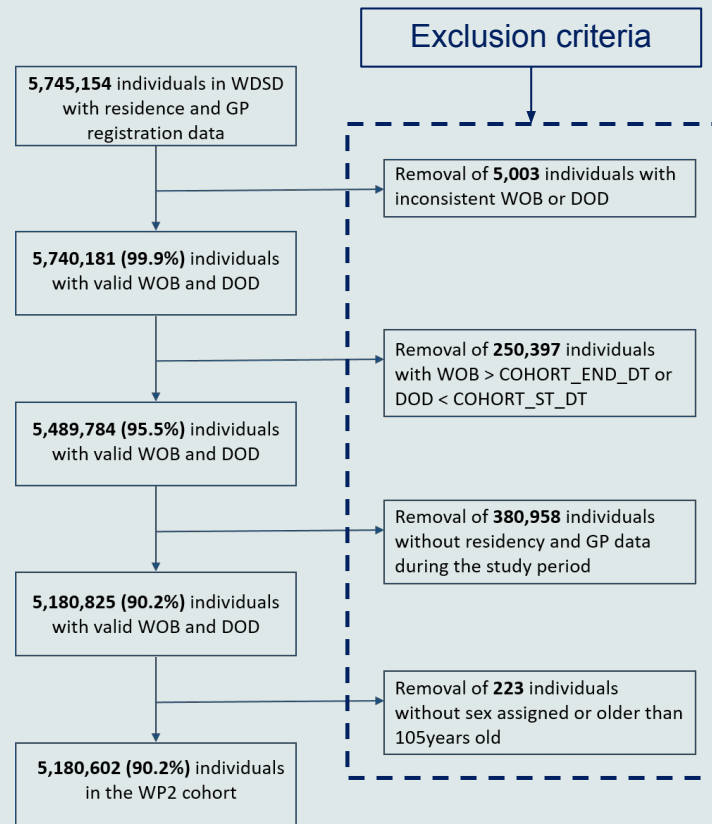 Exclusion criteria
5,745,154 individuals in WDSD
with residence and GP
registration data
Removal of 5,003 individuals with
inconsistent WOB or DOD
5,740,181 (99.9%) individuals
with valid WOB and DOD
Removal of 250,397 individuals
with WOB > COHORT_END_DT or
DOD < COHORT_ST_DT
5,489,784 (95.5%) individuals
with valid WOB and DOD
Removal of 380,958 individuals
without residency and GP data
during the study period
5,180,825 (90.2%) individuals
with valid WOB and DOD
Removal of 223 individuals
without sex assigned or older than
105years old
5,180,602 (90.2%) individuals
in the WP2 cohort